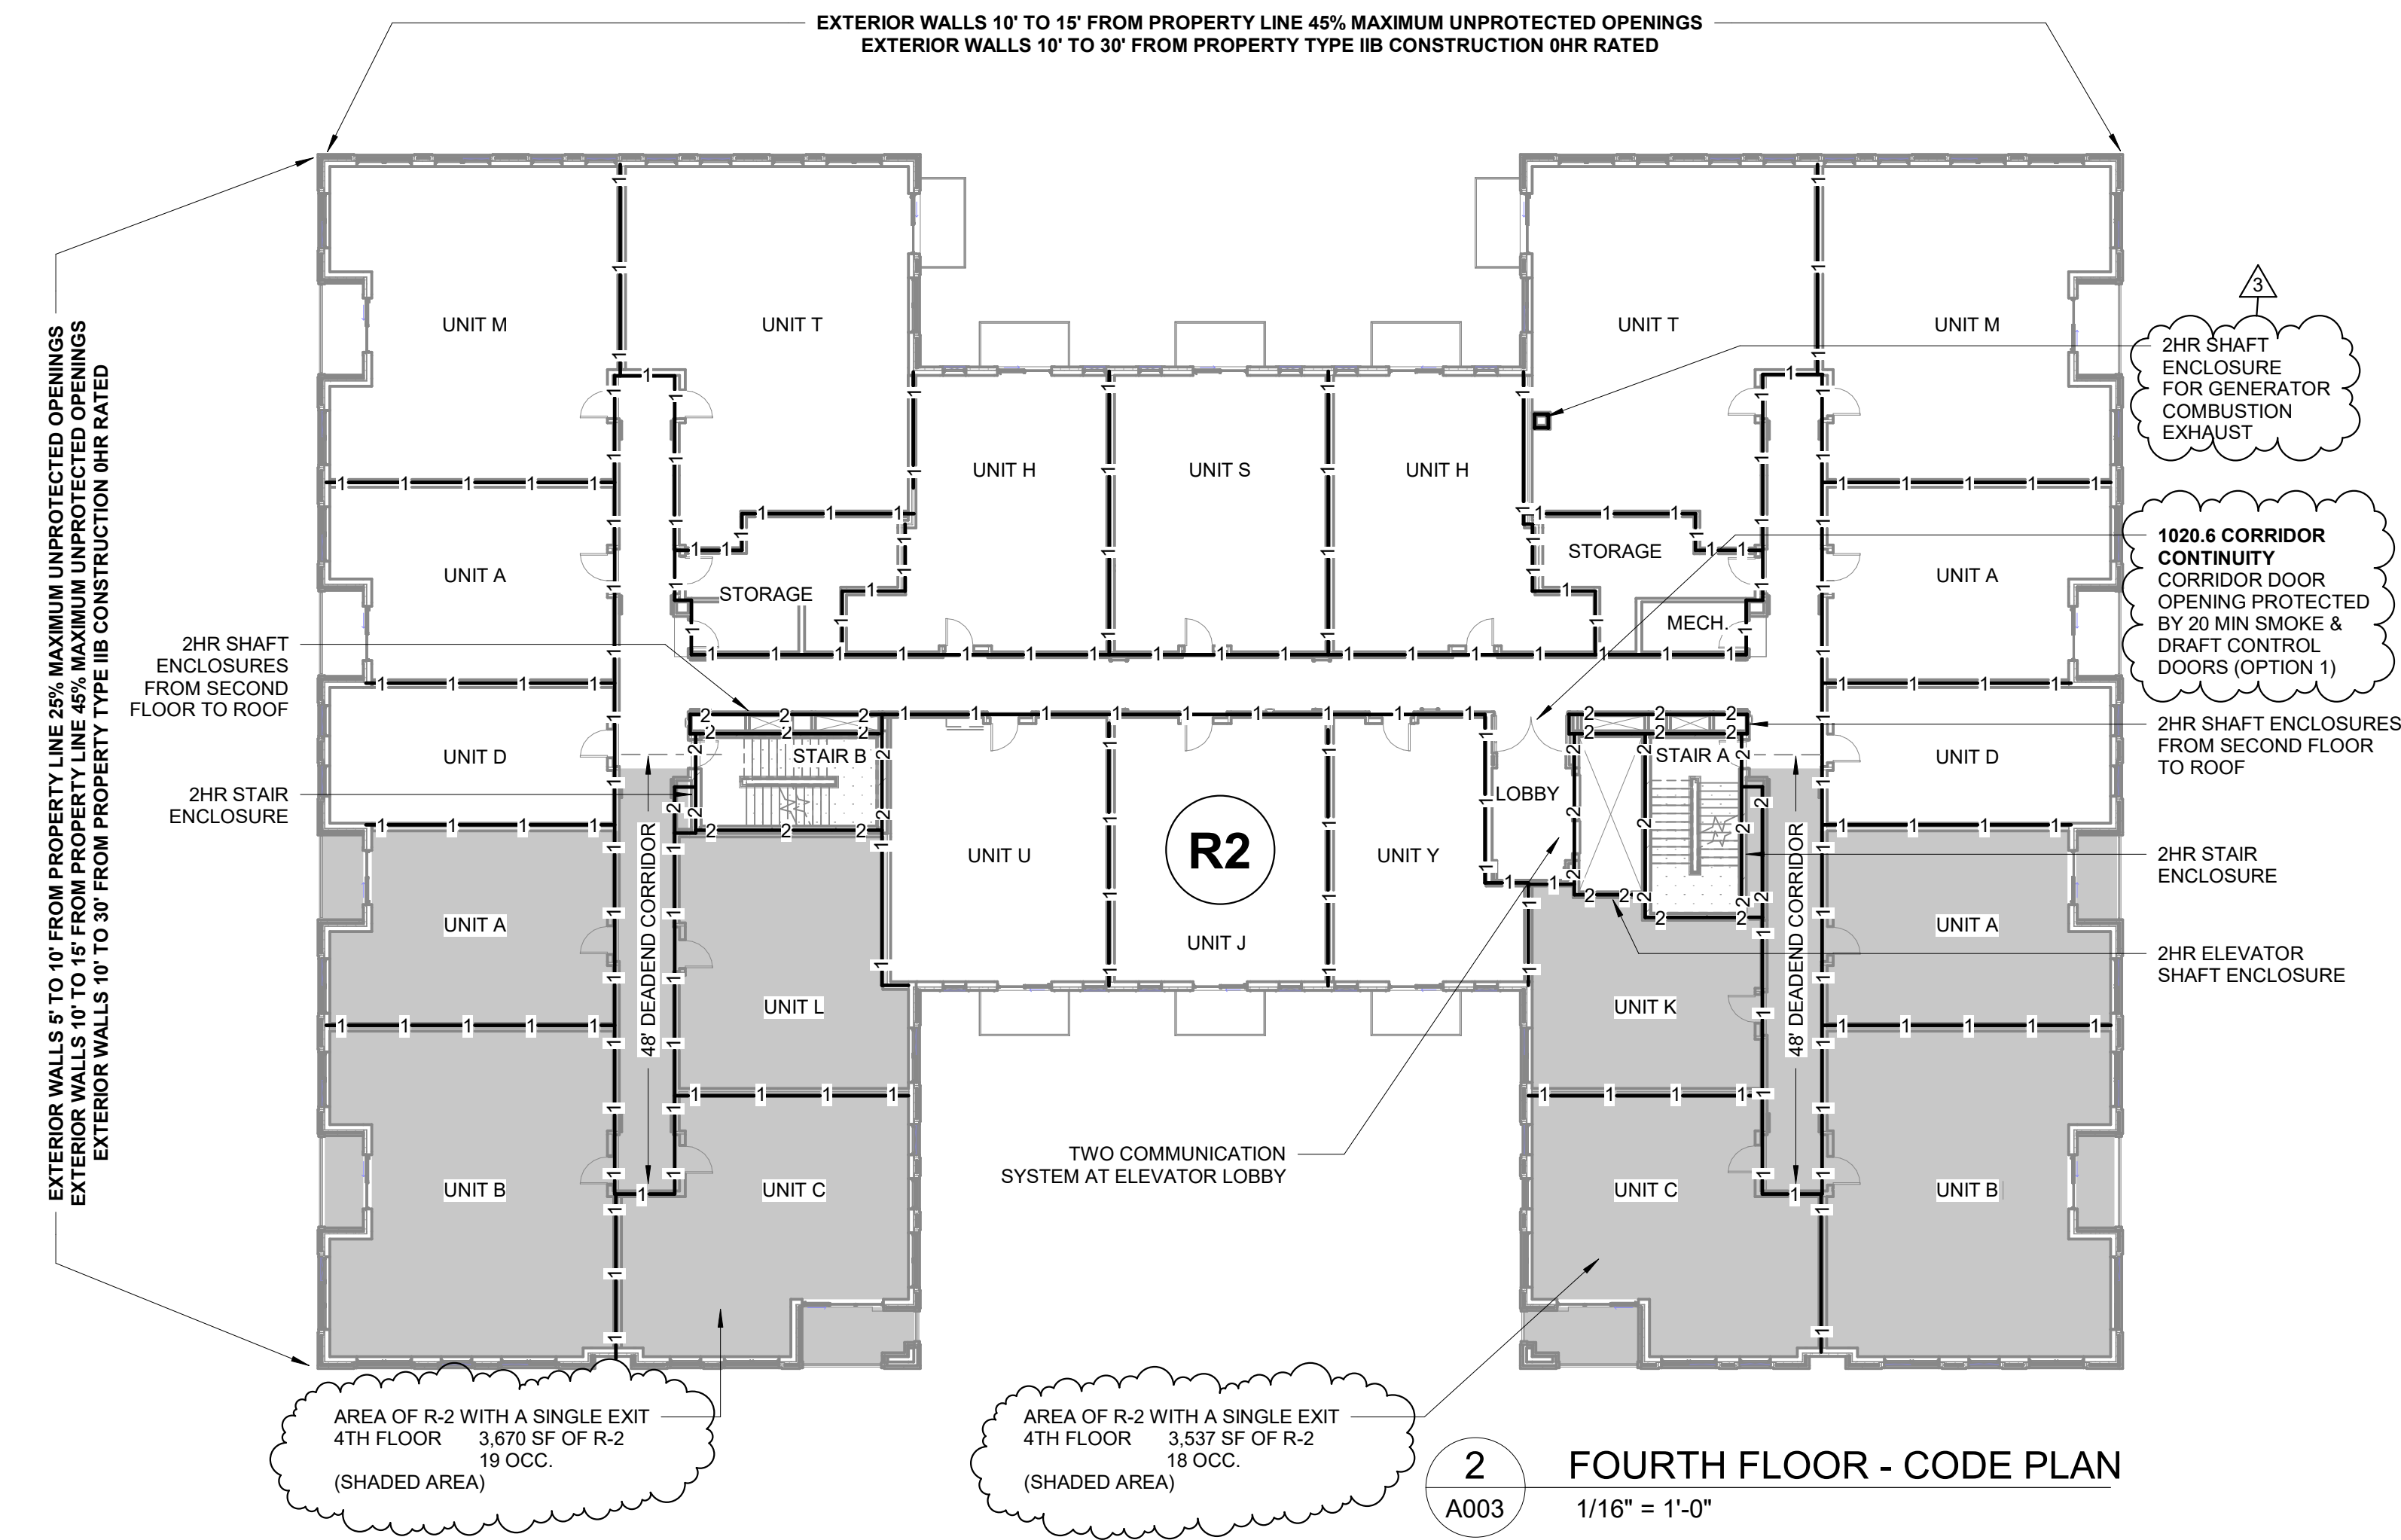 EXTERIOR WALLS 10' TO 15' FROM PROPERTY LINE 45% MAXIMUM UNPROTECTED OPENINGS
EXTERIOR WALLS 10' TO 30' FROM PROPERTY TYPE IIB CONSTRUCTION 0HR RATED
EXTERIOR WALLS 5' TO 10' FROM PROPERTY LINE 25% MAXIMUM UNPROTECTED OPENINGS
EXTERIOR WALLS 10' TO 15' FROM PROPERTY LINE 45% MAXIMUM UNPROTECTED OPENINGS
EXTERIOR WALLS 10' TO 30' FROM PROPERTY TYPE IIB CONSTRUCTION 0HR RATED
UNIT M
UNIT T
UNIT T
UNIT M
3
2HR SHAFT
ENCLOSURE
FOR GENERATOR
COMBUSTION
EXHAUST
UNIT H
UNIT S
UNIT H
1020.6 CORRIDOR
CONTINUITY
CORRIDOR DOOR
OPENING PROTECTED
BY 20 MIN SMOKE &
DRAFT CONTROL
DOORS (OPTION 1)
UNIT A
STORAGE
STORAGE
MECH.
UNIT A
2HR SHAFT
ENCLOSURES
FROM SECOND
FLOOR TO ROOF
2HR SHAFT ENCLOSURES
FROM SECOND FLOOR
TO ROOF
UNIT D
STAIR B
STAIR A
UNIT D
2HR STAIR
ENCLOSURE
LOBBY
48' DEADEND CORRIDOR
48' DEADEND CORRIDOR
UNIT U
R2
UNIT Y
2HR STAIR
ENCLOSURE
UNIT A
UNIT J
UNIT A
2HR ELEVATOR
SHAFT ENCLOSURE
UNIT L
UNIT K
TWO COMMUNICATION
SYSTEM AT ELEVATOR LOBBY
UNIT B
UNIT C
UNIT C
UNIT B
AREA OF R-2 WITH A SINGLE EXIT
4TH FLOOR 3,670 SF OF R-2
19 OCC.
(SHADED AREA)
AREA OF R-2 WITH A SINGLE EXIT
4TH FLOOR 3,537 SF OF R-2
18 OCC.
(SHADED AREA)
2
A003
FOURTH FLOOR - CODE PLAN
1/16" = 1'-0"